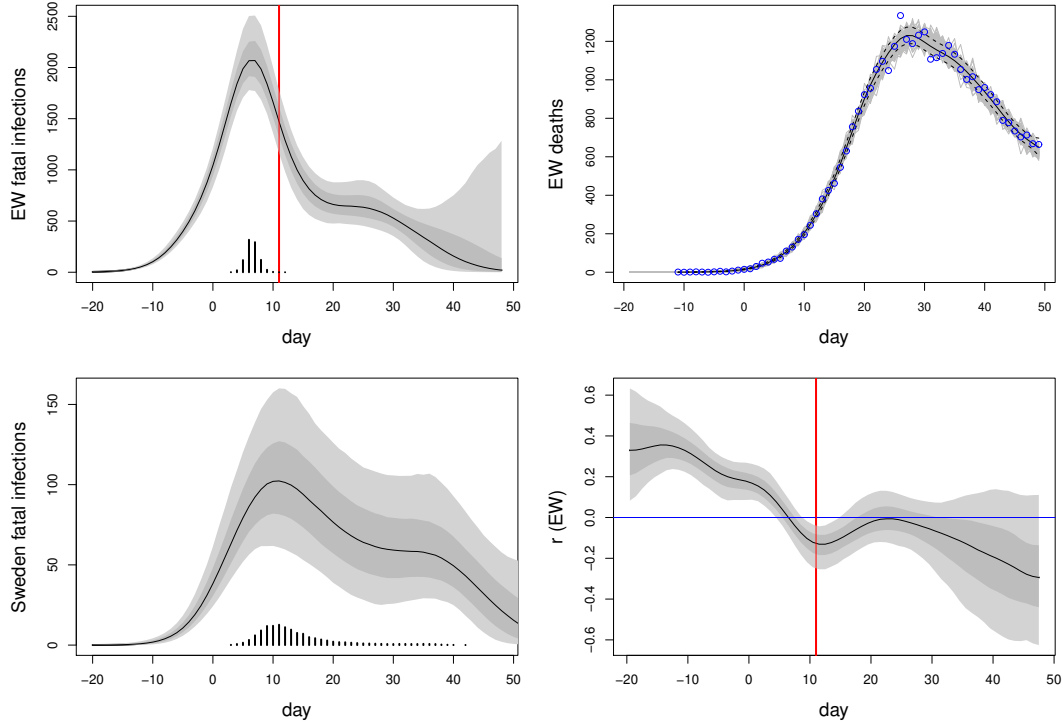 EW fatal infections
0 500 1000 1500 2000 2500
−20 −10 0 10 20 30 40 50
day
EW deaths
0 200 400 600 800 1000 1200
−20 −10 0 10 20 30 40 50
day
Sweden fatal infections
0 50 100 150
−20 −10 0 10 20 30 40 50
day
r (EW)
−0.6 −0.4 −0.2 0.0 0.2 0.4 0.6
−20 −10 0 10 20 30 40 50
day